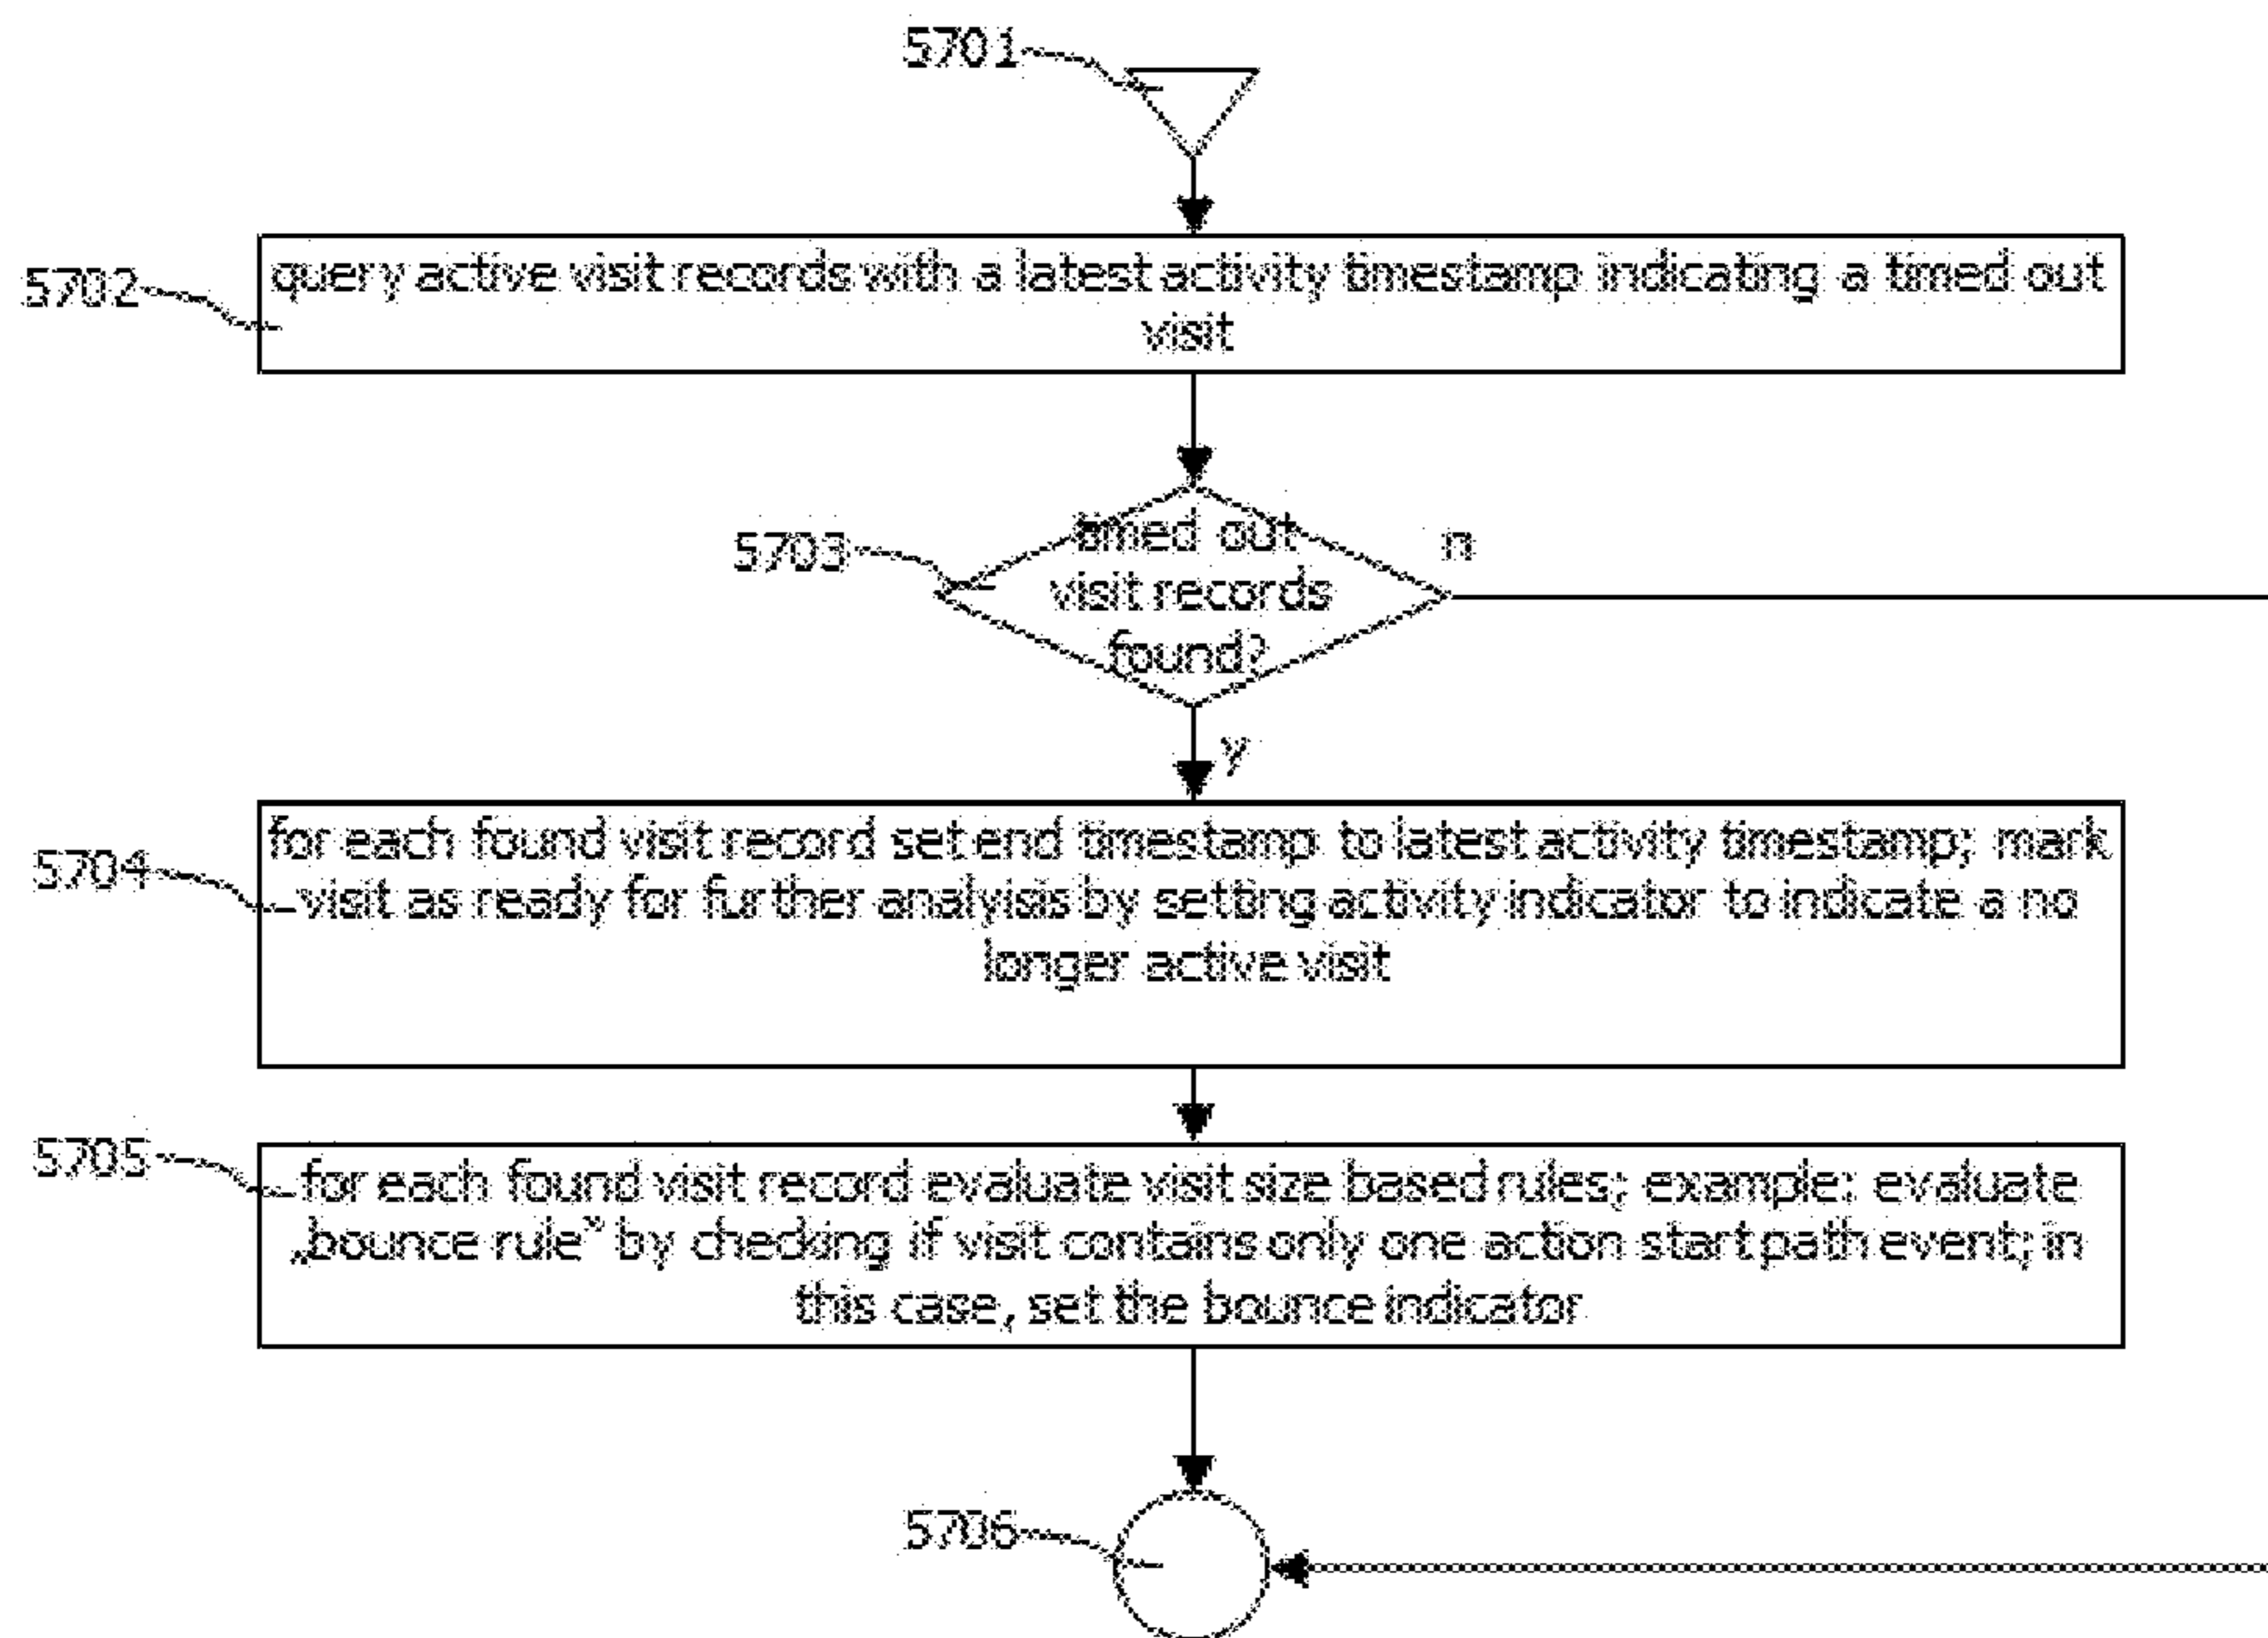 5701
5702
query active visit records with a latest activity timestamp indicating a timed out
visit
5703
timed out
visit records
found?
n
y
5704
for each found visit record set end timestamp to latest activity timestamp; mark
visit as ready for further analyisis by setting activity indicator to indicate a no
longer active visit
5705
for each found visit record evaluate visit size based rules; example: evaluate
„bounce rule” by checking if visit contains only one action start path event; in
this case, set the bounce indicator
5706